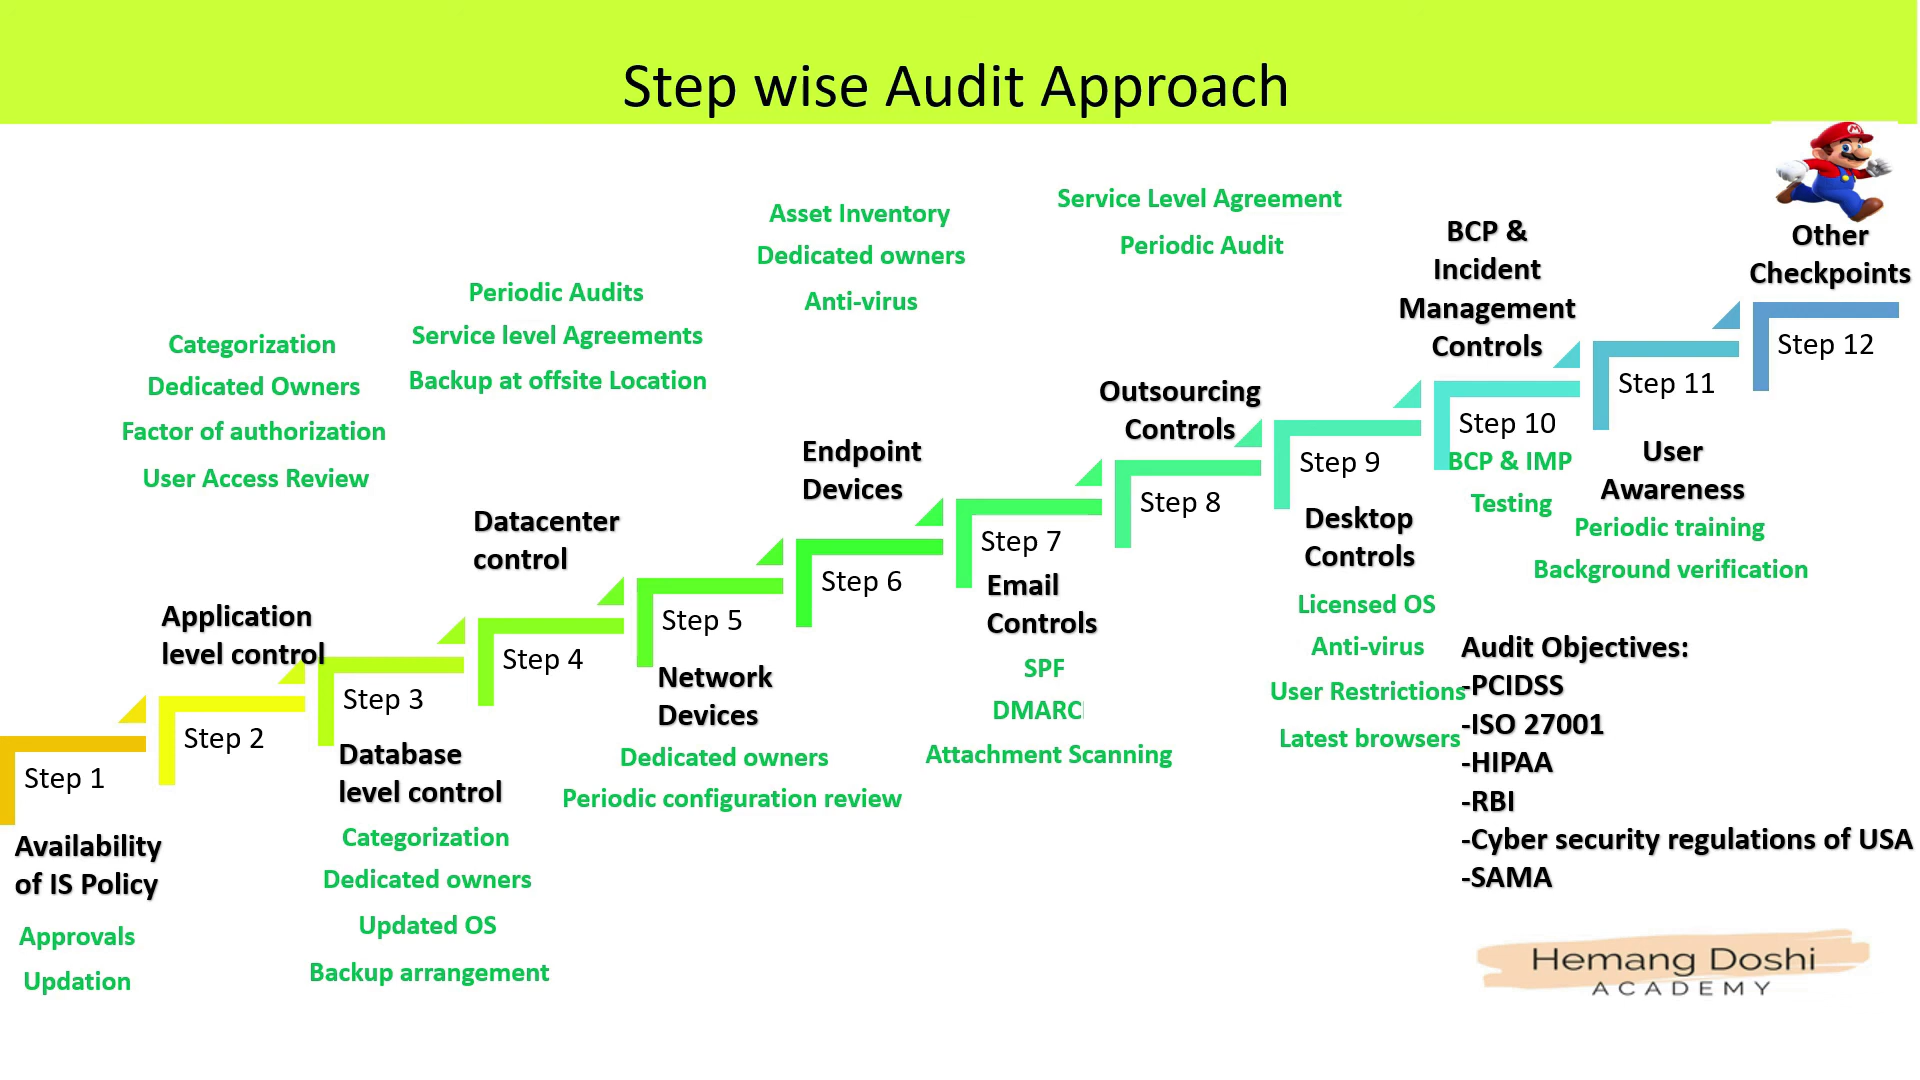 Step wise Audit Approach
Step 1
Availability
of IS Policy
Approvals
Updation
Categorization
Dedicated Owners
Factor of authorization
User Access Review
Application
level control
Step 2
Step 3
Database
level control
Categorization
Dedicated owners
Updated OS
Backup arrangement
Periodic Audits
Service level Agreements
Backup at offsite Location
Datacenter
control
Step 4
Step 5
Network
Devices
Dedicated owners
Periodic configuration review
Asset Inventory
Dedicated owners
Anti-virus
Endpoint
Devices
Step 6
Step 7
Email
Controls
SPF
DMARC
Attachment Scanning
Service Level Agreement
Periodic Audit
Outsourcing
Controls
Step 8
Step 9
Desktop
Controls
Licensed OS
Anti-virus
User Restrictions
Latest browsers
BCP &
Incident
Management
Controls
Step 10
BCP & IMP
Testing
Step 11
User
Awareness
Periodic training
Background verification
M
Other
Checkpoints
Step 12
Audit Objectives:
-PCIDSS
-ISO 27001
-HIPAA
-RBI
-Cyber security regulations of USA
-SAMA
Hemang Doshi
ACADEMY